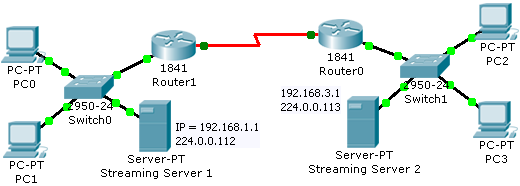 PC-PT
PC0
1841
Router1
2950-24
Switch0
PC-PT
PC1
Server-PT
Streaming Server 1
IP = 192.168.1.1
224.0.0.112
1841
Router0
PC-PT
PC2
2950-24
Switch1
192.168.3.1
224.0.0.113
Server-PT
Streaming Server 2
PC-PT
PC3